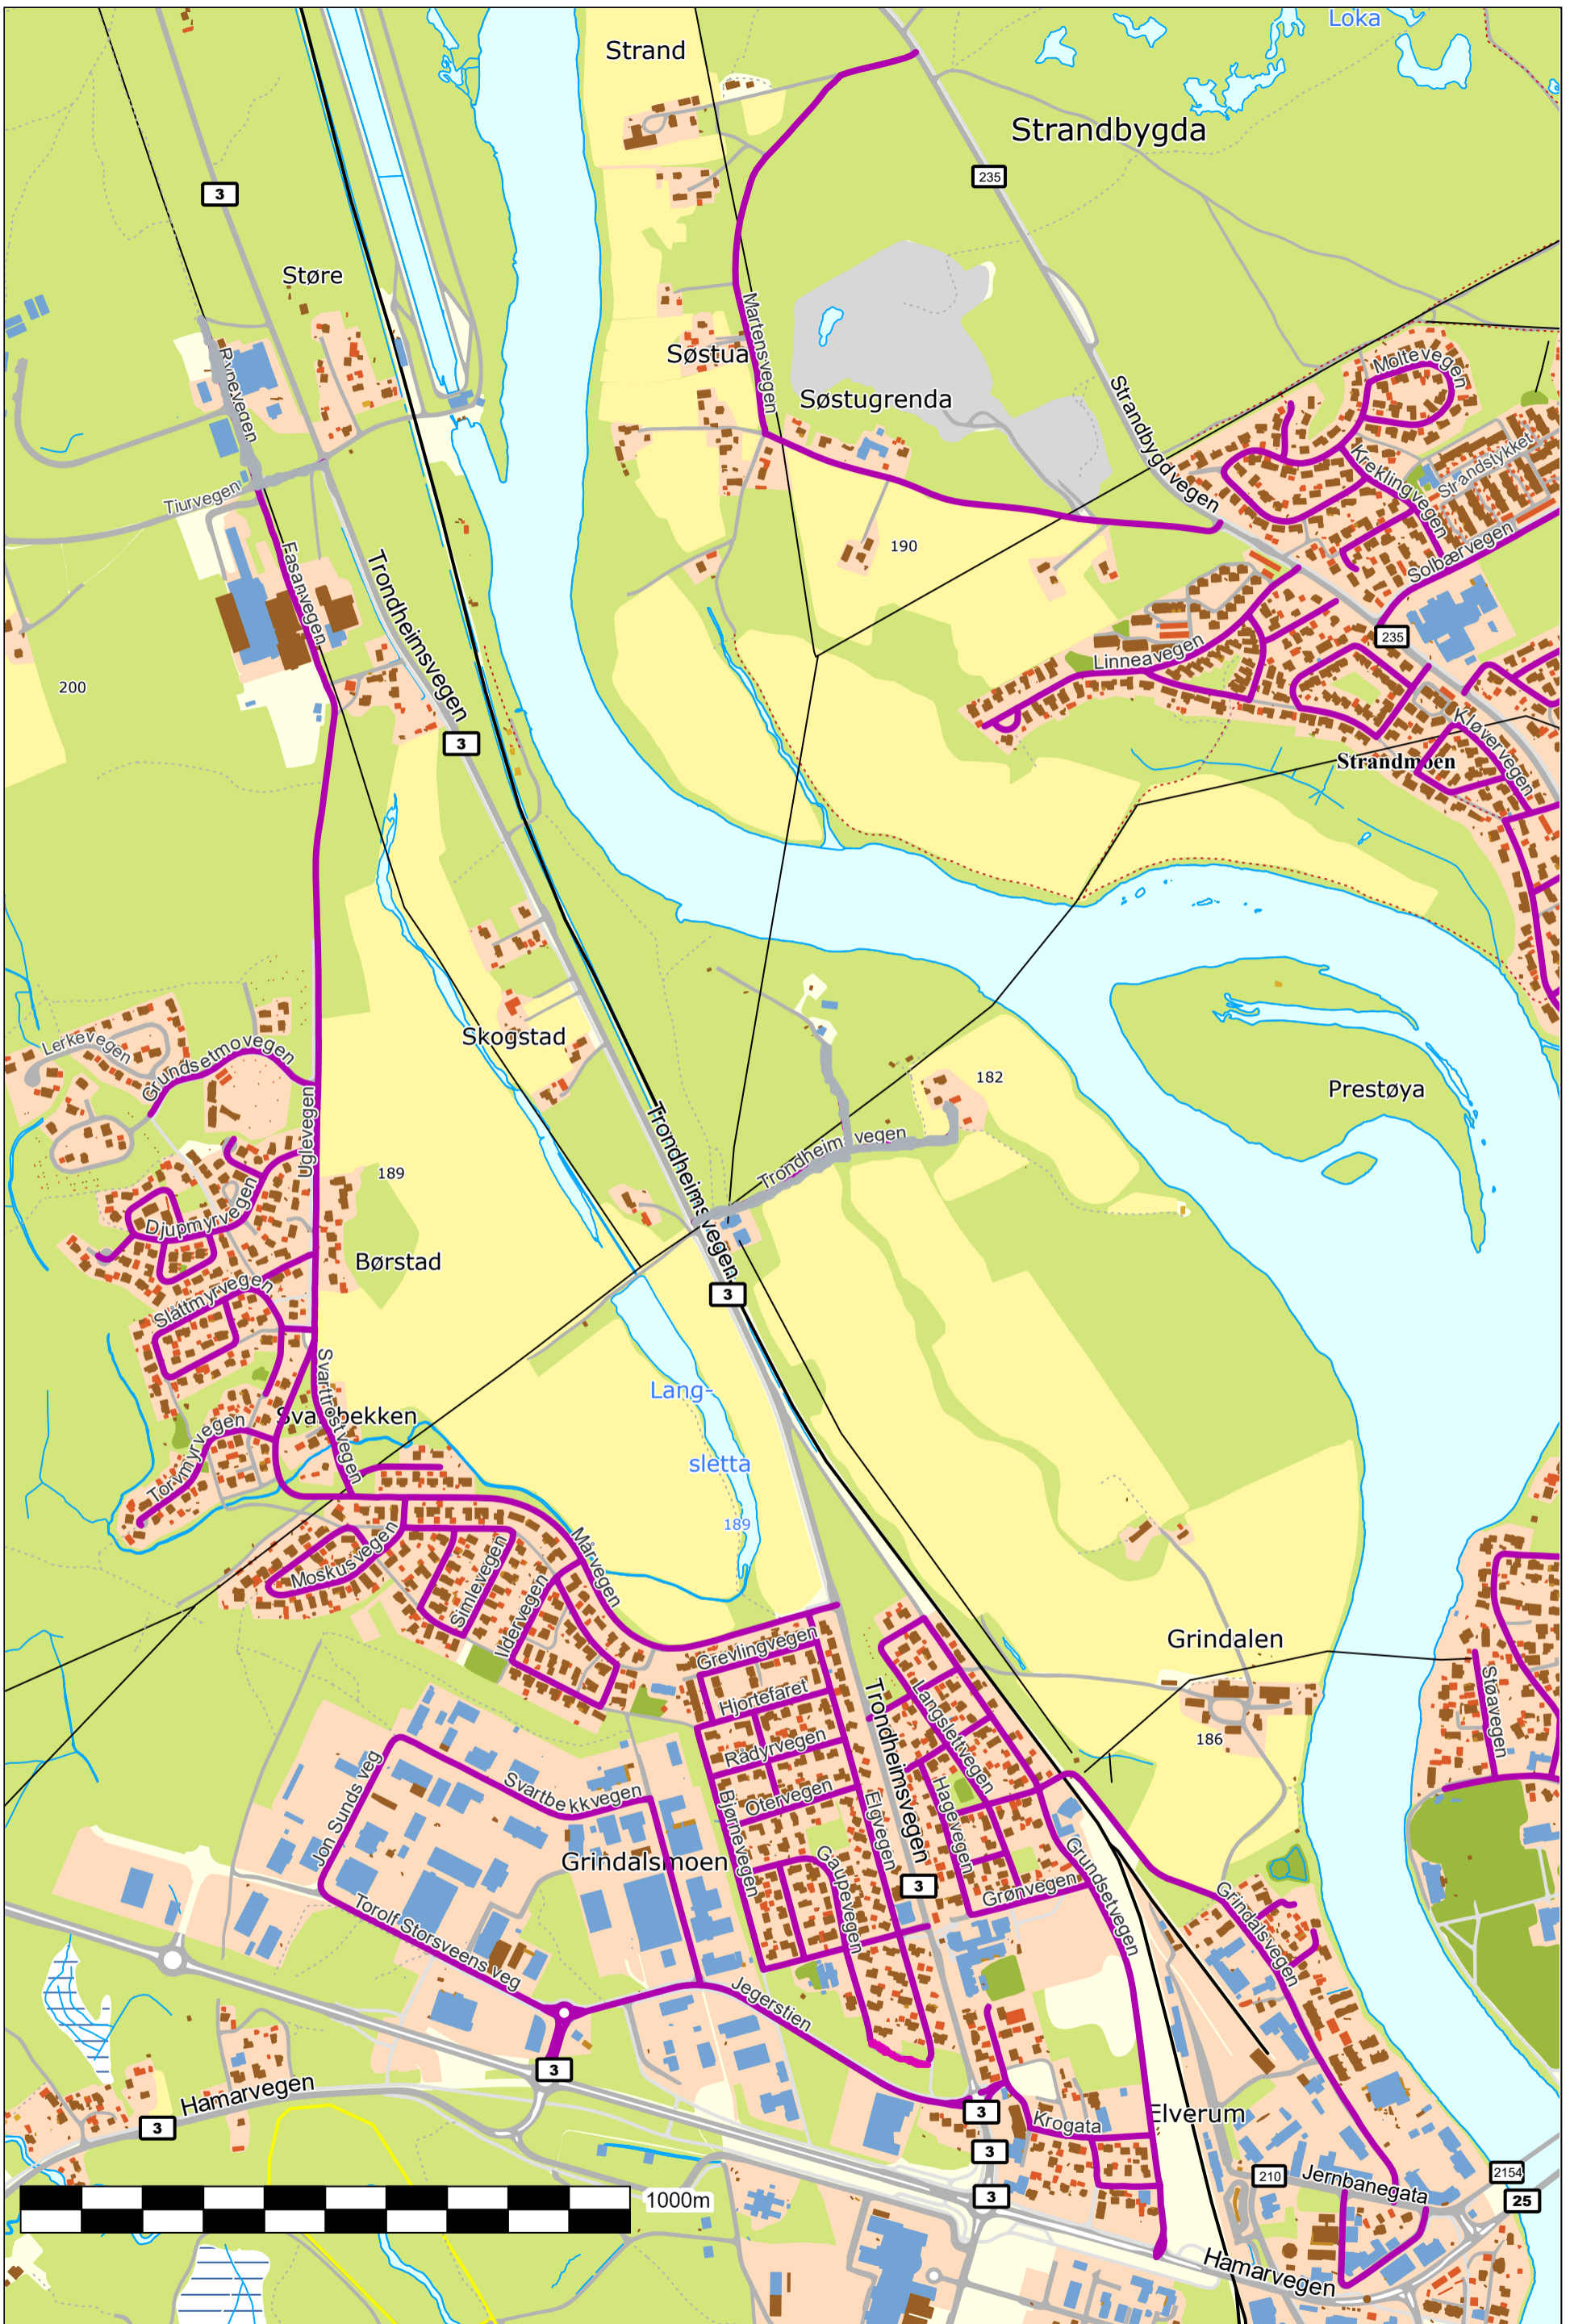 Loka
Strand
Strandbygda
235
3
Støre
Martensvegen
Søstua
Rypevegen
Søstugrenda
Moltevegen
Strandbygdvegen
Kreklingvegen
Strandstykket
Tiurvegen
Solbærvegen
Fasanvegen
190
Trondheimsvegen
235
Linneavegen
200
3
Kløvervegen
Strandmoen
Skogstad
Lerkevegen
Grundsetmovegen
182
Prestøya
Uglevegen
Trondheimsvegen
Trondheimsvegen
189
Djupmyrvegen
Børstad
Slåttmyrvegen
3
Svarttrostvegen
Lang-
Svartbekken
Torvmyrvegen
sletta
189
Mårvegen
Moskusvegen
Simlevegen
Ildervegen
Grevlingvegen
Grindalen
Hjortefaret
Støavegen
Langslettvegen
Trondheimsvegen
Rådyrvegen
186
Jon Sunds veg
Svartbekkvegen
Otervegen
Hagevegen
Bjørnevegen
Elgvegen
Grindalsmoen
Gaupevegen
Grundsetvegen
3
Grønvegen
Grindalsvegen
Torolf Storsveens veg
Jegerstien
3
Hamarvegen
3
3
Krogata
Elverum
3
210
2154
Jernbanegata
25
3
1000m
Hamarvegen